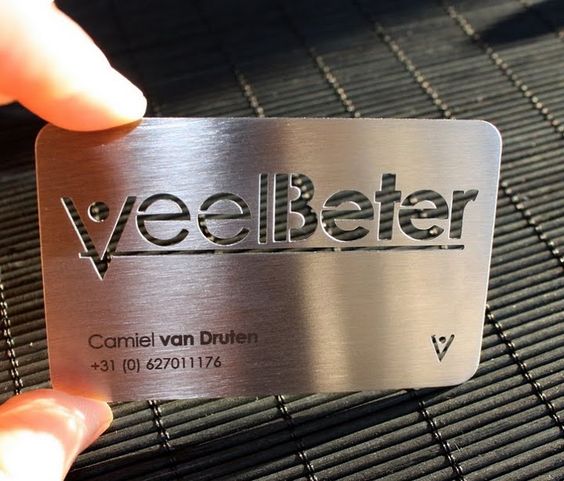 VeelBeter
Camiel van Druten
+31 (0) 627011176